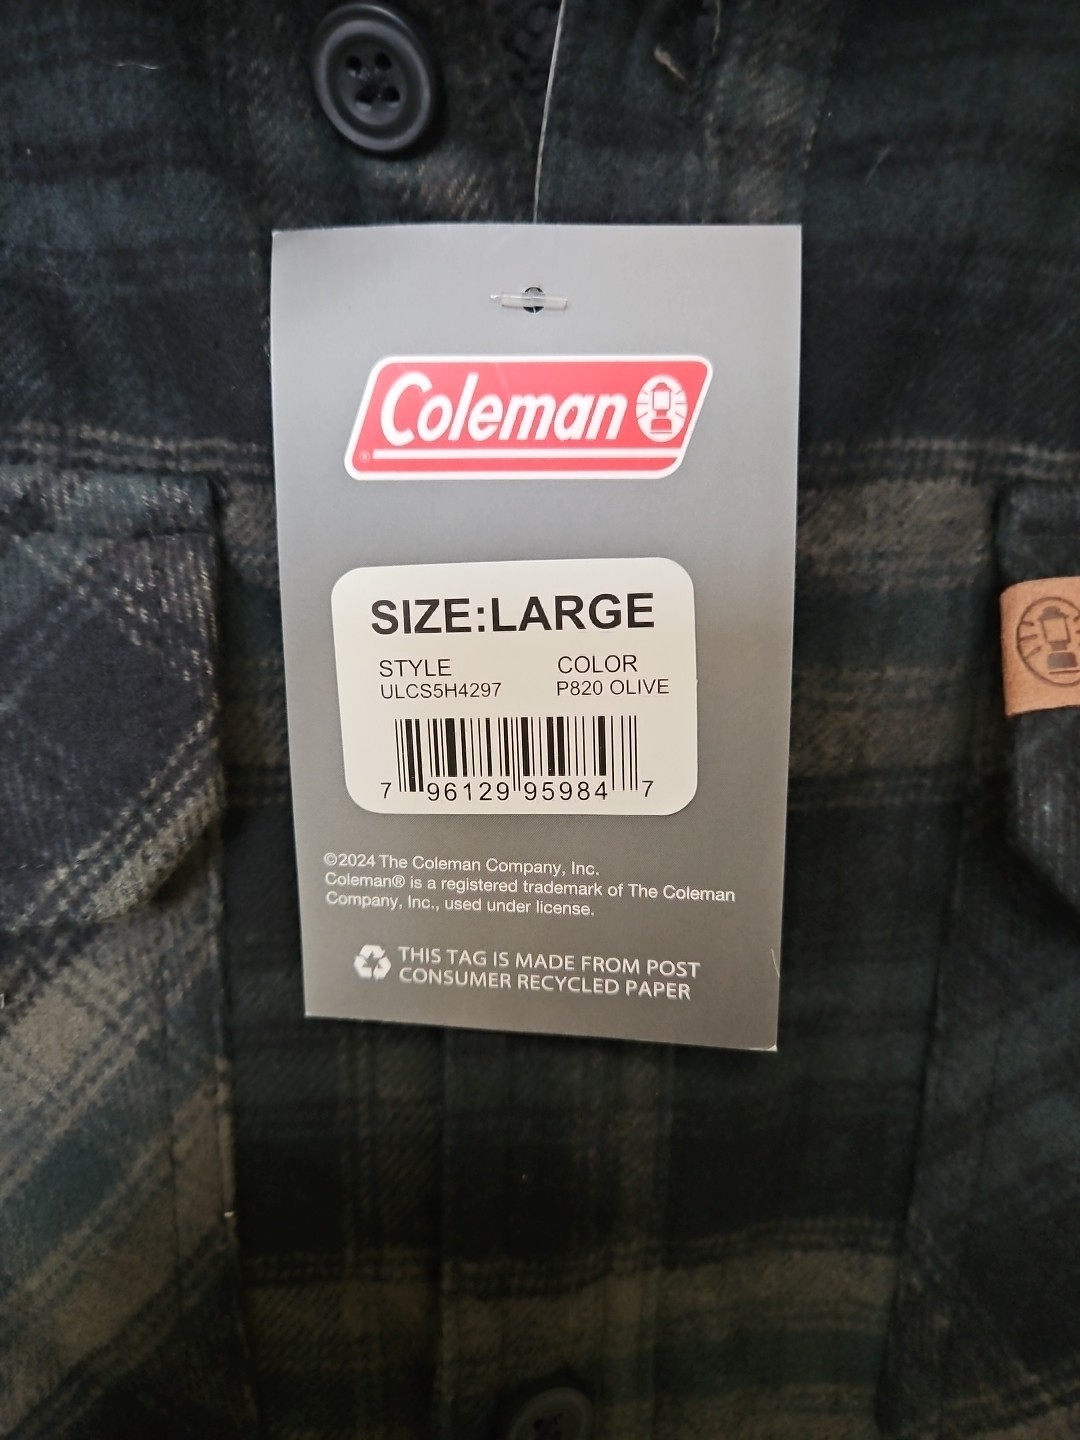 Coleman
®
SIZE:LARGE
STYLE COLOR
ULCS5H4297 P820 OLIVE
7 96129 95984 7
©2024 The Coleman Company, Inc.
Coleman® is a registered trademark of The Coleman
Company, Inc., used under license.
THIS TAG IS MADE FROM POST
CONSUMER RECYCLED PAPER